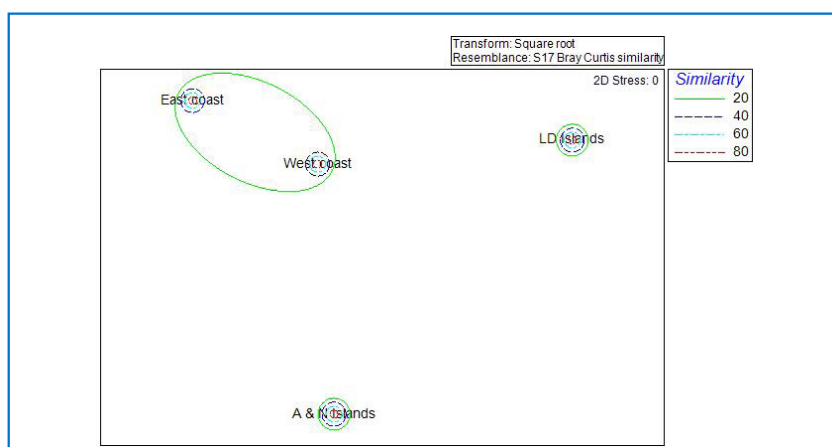 Transform: Square root
Resemblance: S17 Bray Curtis similarity
2D Stress: 0
Similarity
20
40
60
80
East coast
West coast
LD Islands
A & N Islands